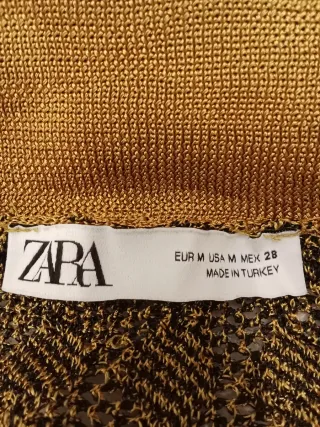 ZARA
EUR M USA M MEX 28
MADE IN TURKEY